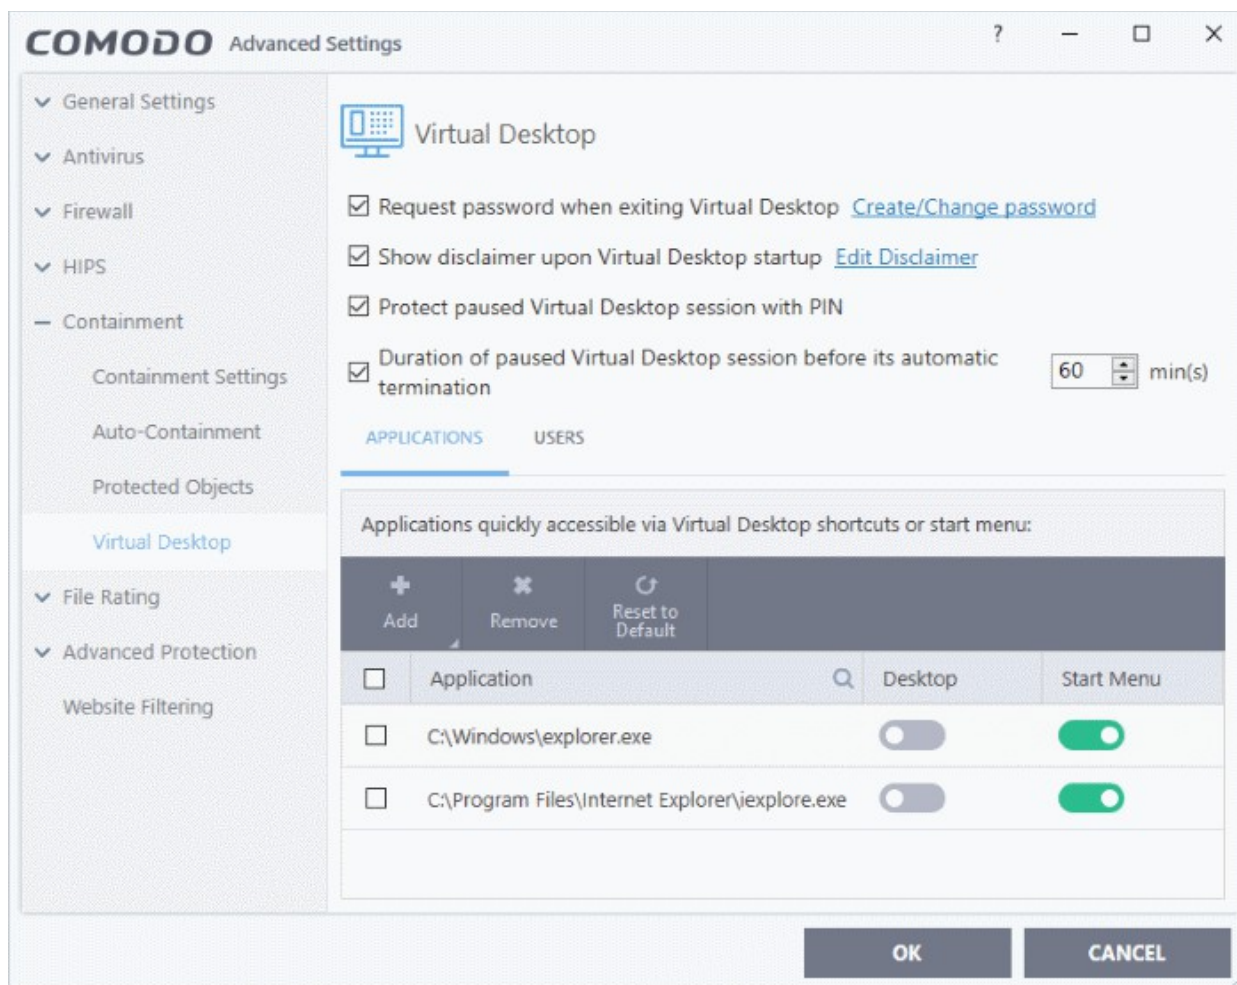 COMODO Advanced Settings ?
General Settings
Antivirus
Firewall
HIPS
Containment
Containment Settings
Auto-Containment
Protected Objects
Virtual Desktop
File Rating
Advanced Protection
Website Filtering
Virtual Desktop
Request password when exiting Virtual Desktop Create/Change password
Show disclaimer upon Virtual Desktop startup Edit Disclaimer
Protect paused Virtual Desktop session with PIN
Duration of paused Virtual Desktop session before its automatic
termination
60 min(s)
APPLICATIONS USERS
Applications quickly accessible via Virtual Desktop shortcuts or start menu:
Add
Remove
Reset to
Default
Application Desktop Start Menu
C:\Windows\explorer.exe
C:\Program Files\Internet Explorer\iexplore.exe
OK CANCEL